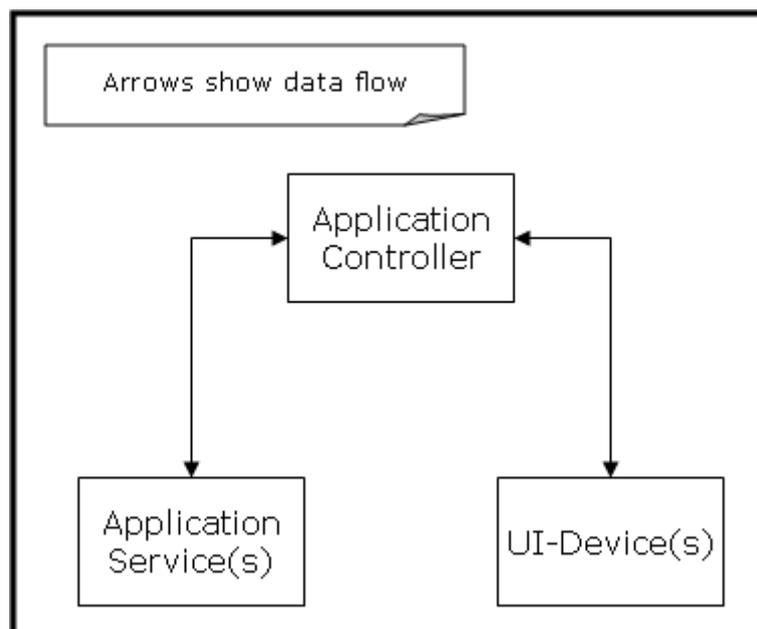 Arrows show data flow
Application
Controller
Application
Service(s)
UI-Device(s)